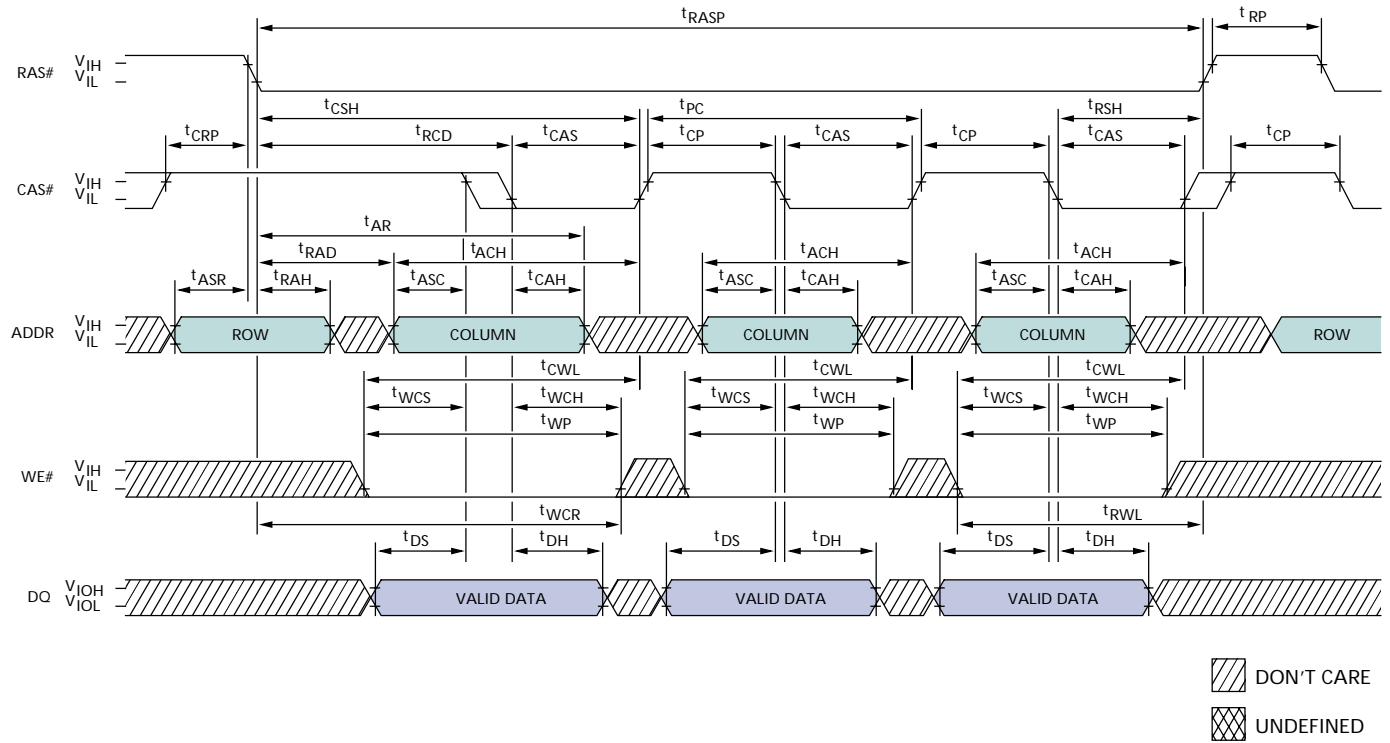 tRASP tRP
RAS# VIH
VIL
tCSH tPC tRSH
tCRP tRCD tCAS tCP tCAS tCP tCAS tCP
CAS# VIH
VIL
tAR
tRAD tACH tACH tACH
tASR tRAH tASC tCAH tASC tCAH tASC tCAH
ADDR VIH
VIL
ROW COLUMN COLUMN COLUMN ROW
tCWL tCWL tCWL
tWCS tWCH tWCS tWCH tWCS tWCH
tWP tWP tWP
WE# VIH
VIL
tWCR tRWL
tDS tDH tDS tDH tDS tDH
DQ VIOH
VIOL
VALID DATA VALID DATA VALID DATA
DON'T CARE
UNDEFINED